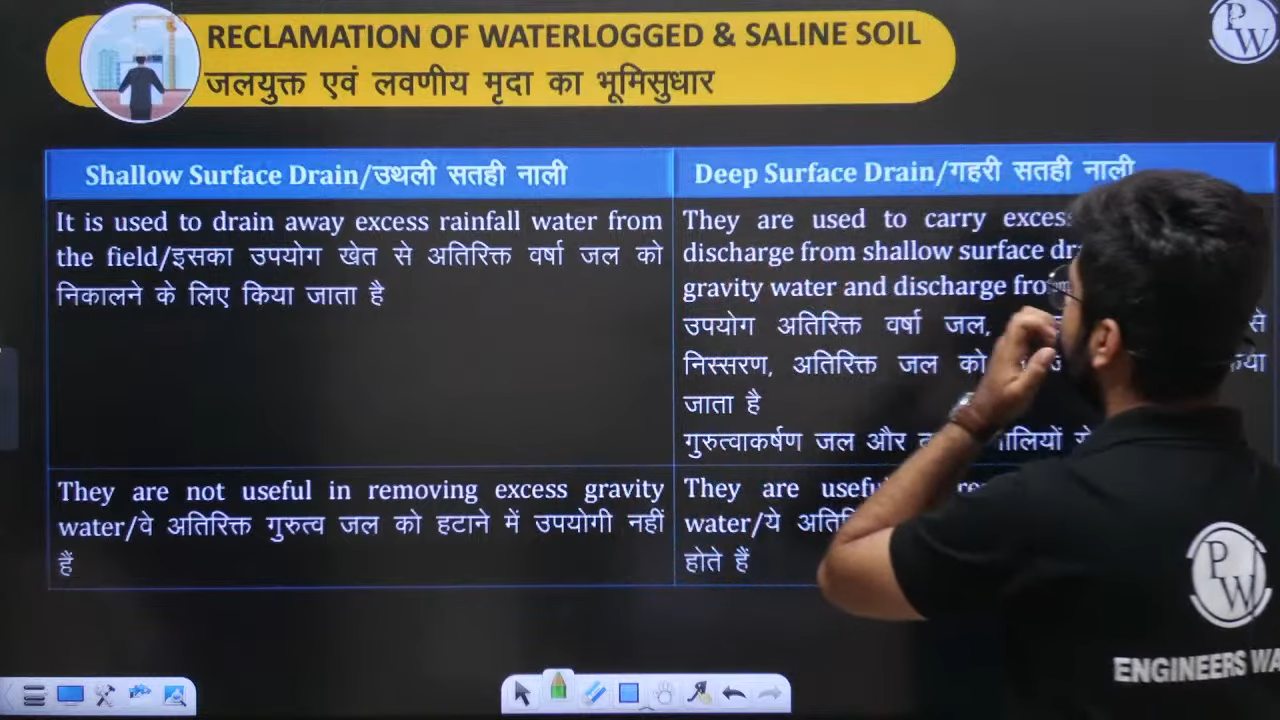 RECLAMATION OF WATERLOGGED & SALINE SOIL
जलयुक्त एवं लवणीय मृदा का भूमिसुधार
PW
Shallow Surface Drain/उथली सतही नाली
Deep Surface Drain/गहरी सतही नाली
It is used to drain away excess rainfall water from
the field/इसका उपयोग खेत से अतिरिक्त वर्षा जल को
निकालने के लिए किया जाता है
They are used to carry excess
discharge from shallow surface
gravity water and discharge
उपयोग अतिरिक्त वर्षा जल, से
निस्सरण, अतिरिक्त जल को
जाता है
गुरुत्वाकर्षण जल और
They are not useful in removing excess gravity
water/वे अतिरिक्त गुरुत्व जल को हटाने में उपयोगी नहीं
हैं
They are
water/ये
होते हैं
PW
ENGINEERS